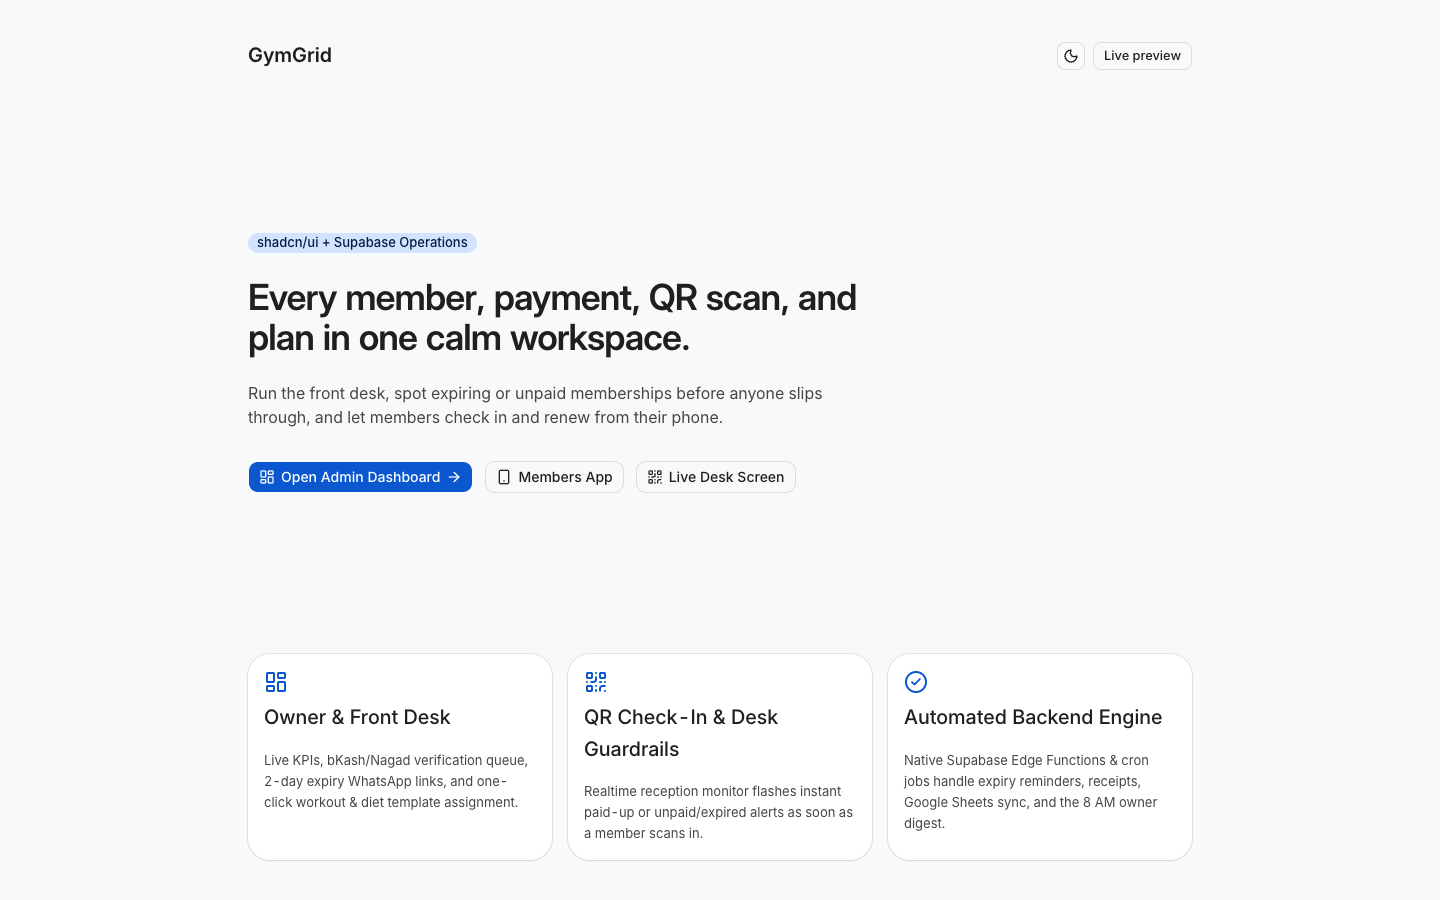 GymGrid
Live preview
shadcn/ui + Supabase Operations
Every member, payment, QR scan, and
plan in one calm workspace.
Run the front desk, spot expiring or unpaid memberships before anyone slips
through, and let members check in and renew from their phone.
Open Admin Dashboard →
Members App
Live Desk Screen
Owner & Front Desk
Live KPIs, bKash/Nagad verification queue,
2-day expiry WhatsApp links, and one-
click workout & diet template assignment.
QR Check-In & Desk
Guardrails
Realtime reception monitor flashes instant
paid-up or unpaid/expired alerts as soon as
a member scans in.
Automated Backend Engine
Native Supabase Edge Functions & cron
jobs handle expiry reminders, receipts,
Google Sheets sync, and the 8 AM owner
digest.